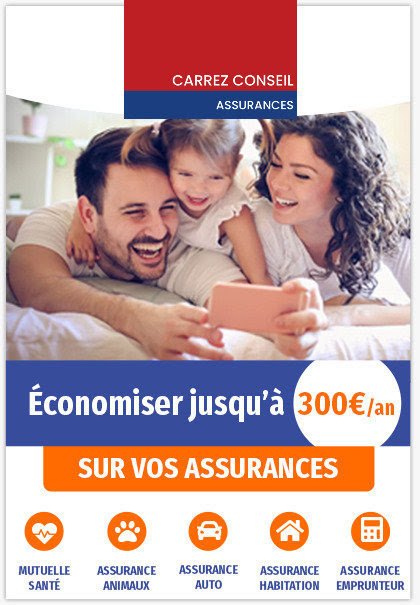 CARREZ CONSEIL
ASSURANCES
Économiser jusqu'à 300€/an
SUR VOS ASSURANCES
MUTUELLE SANTÉ
ASSURANCE ANIMAUX
ASSURANCE AUTO
ASSURANCE HABITATION
ASSURANCE EMPRUNTEUR